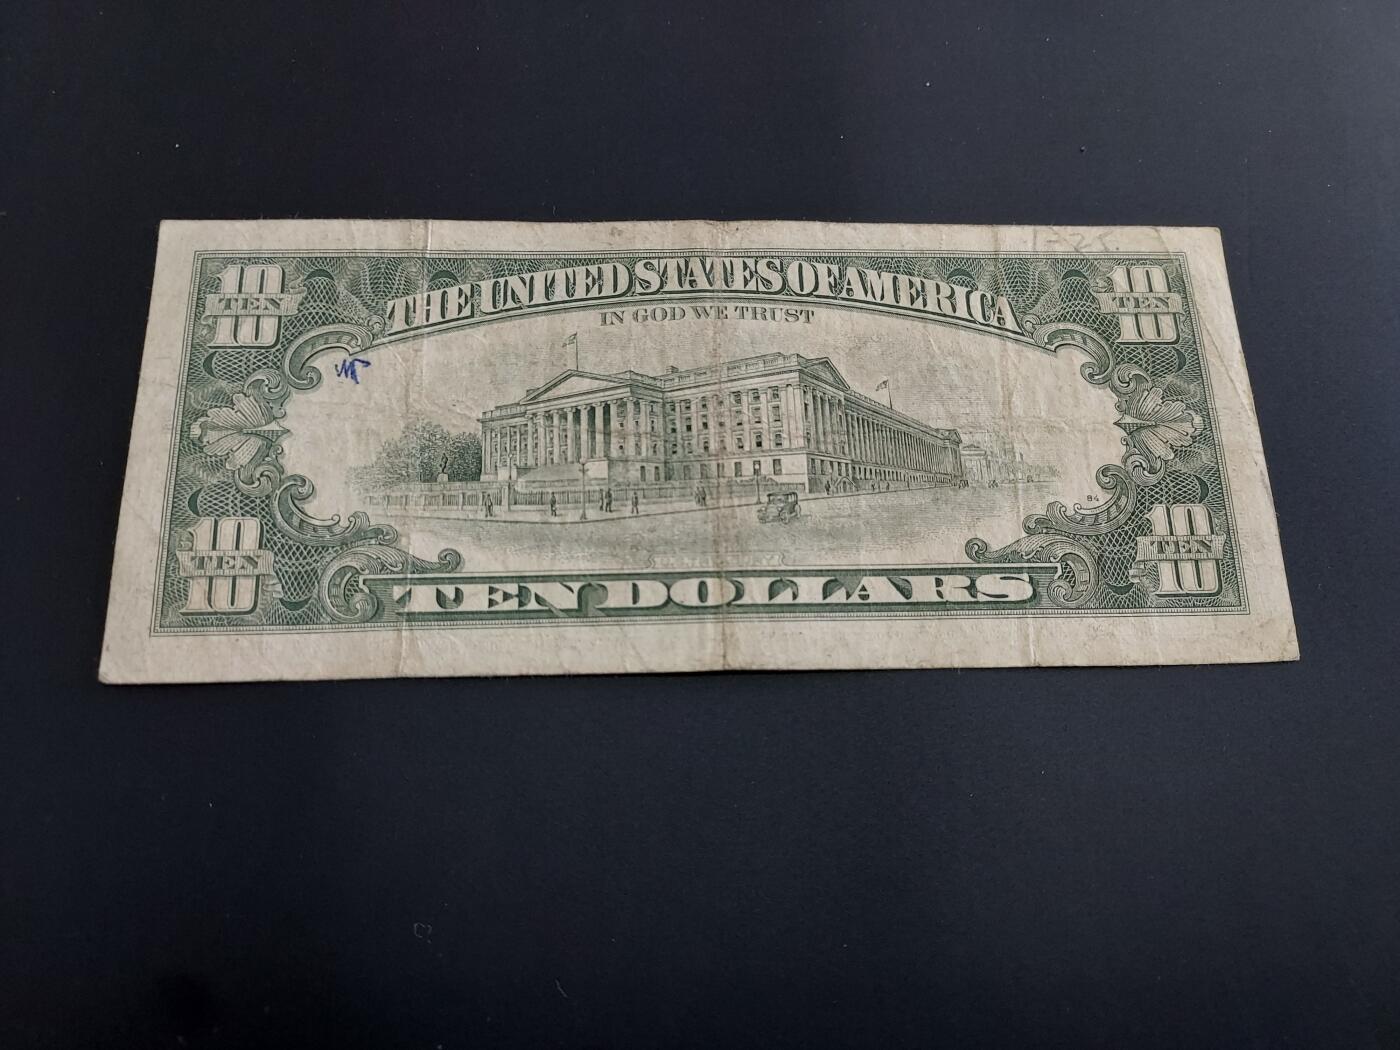 10 TEN 10
THE UNITED STATES OF AMERICA
10 TEN 10
IN GOD WE TRUST
84
10 TEN 10
TEN DOLLARS
10 TEN 10